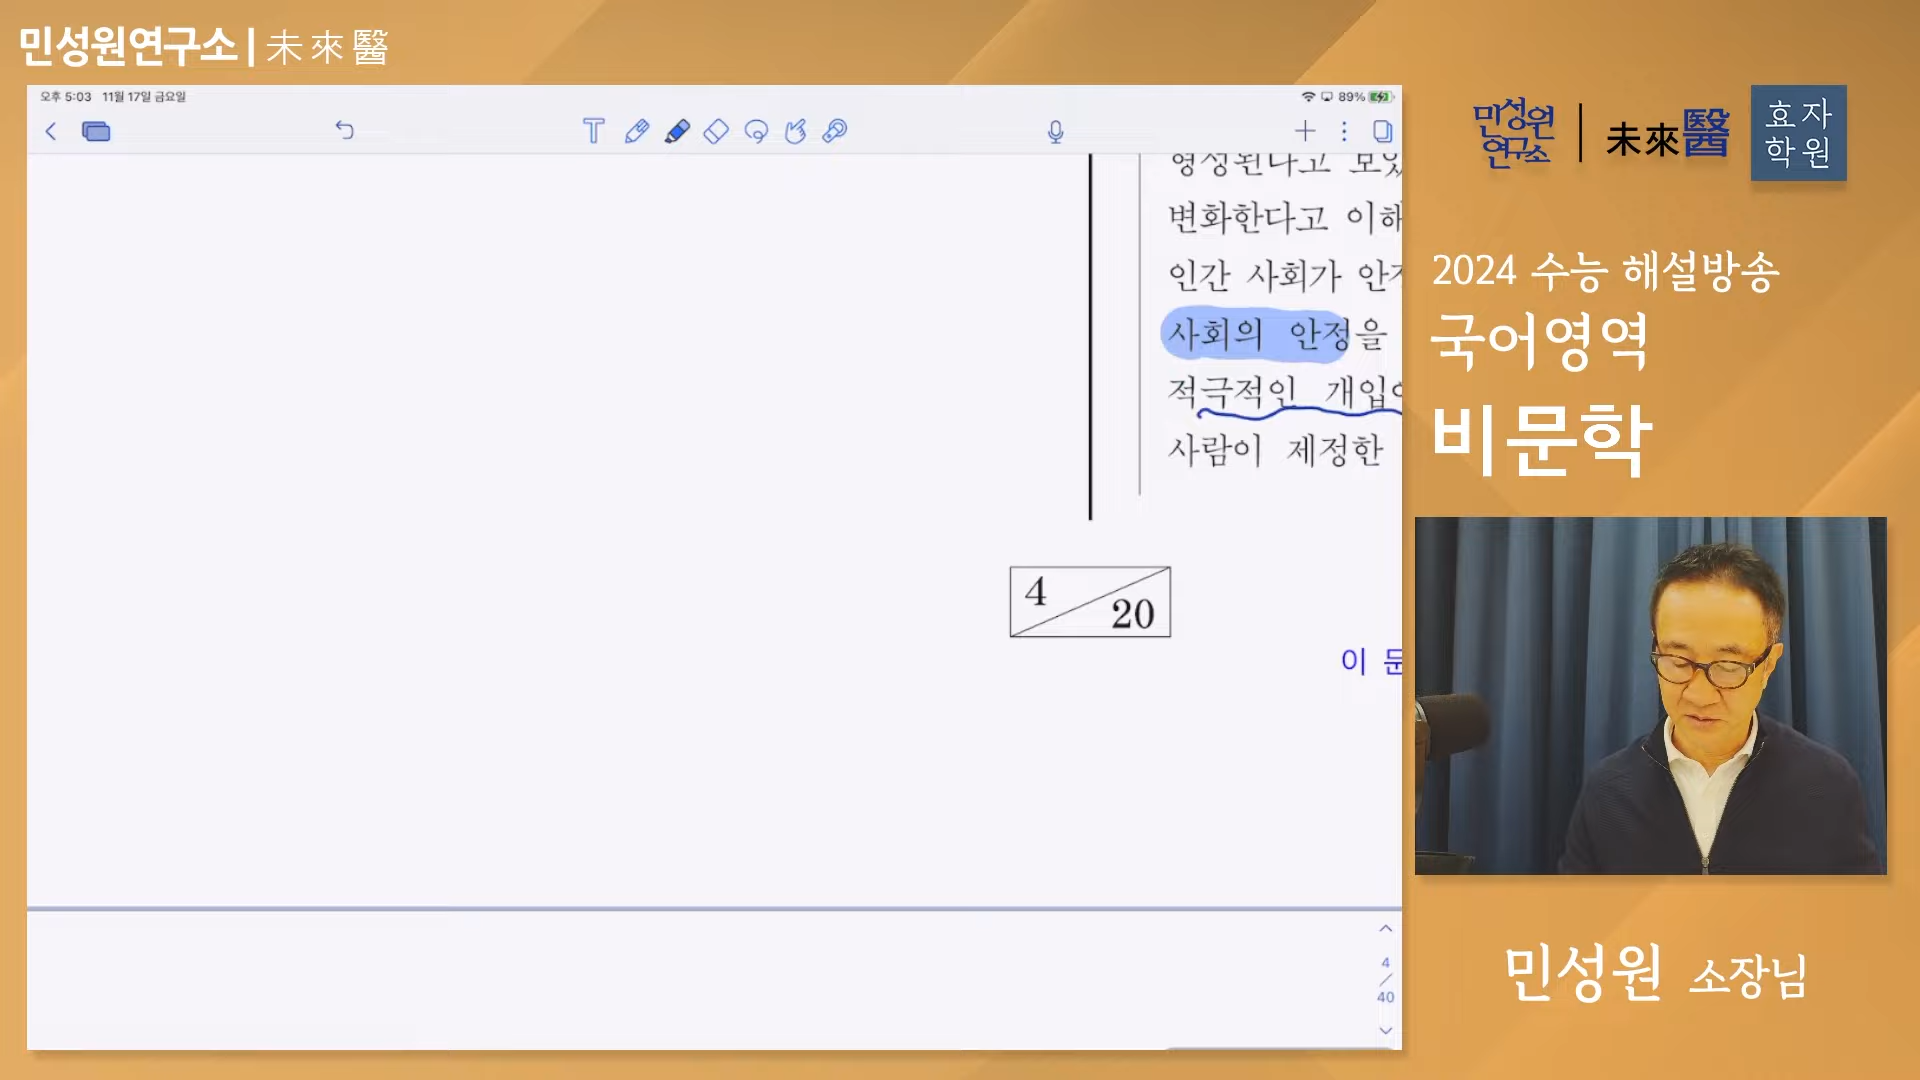 민성원연구소 | 未來醫
오후 5:03 11월 17일 금요일
89%
변화한다고 이해
인간 사회가
사회의 안정을
적극적인 개입
사람이 제정한
4
20
이
4
40
민성원
연구소
未來醫
효자
학원
2024 수능 해설방송
국어영역
비문학
민성원 소장님